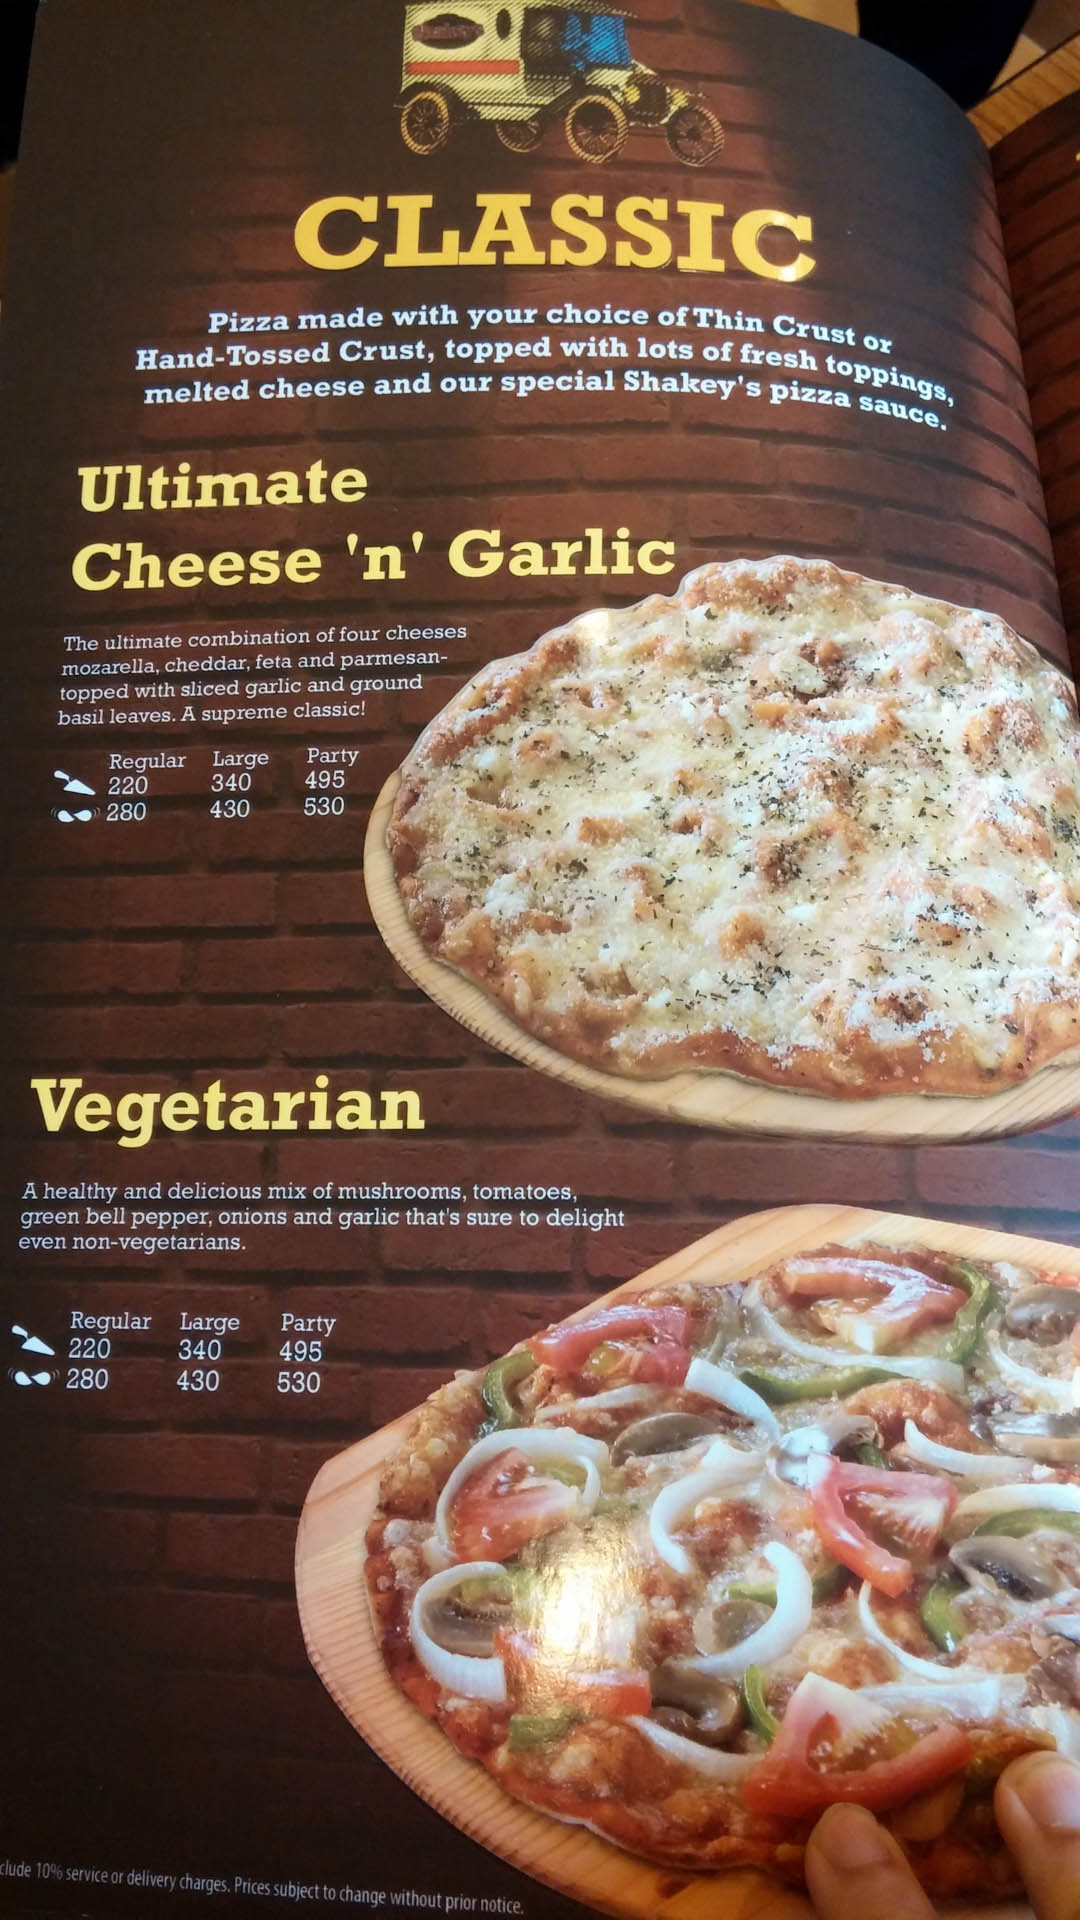 CLASSIC
Pizza made with your choice of Thin Crust or
Hand-Tossed Crust, topped with lots of fresh toppings,
melted cheese and our special Shakey's pizza sauce.
Ultimate
Cheese 'n' Garlic
The ultimate combination of four cheeses
mozarella, cheddar, feta and parmesan-
topped with sliced garlic and ground
basil leaves. A supreme classic!
Regular Large Party
220 340 495
280 430 530
Vegetarian
A healthy and delicious mix of mushrooms, tomatoes,
green bell pepper, onions and garlic that's sure to delight
even non-vegetarians.
Regular Large Party
220 340 495
280 430 530
10% service or delivery charges. Prices subject to change without prior notice.